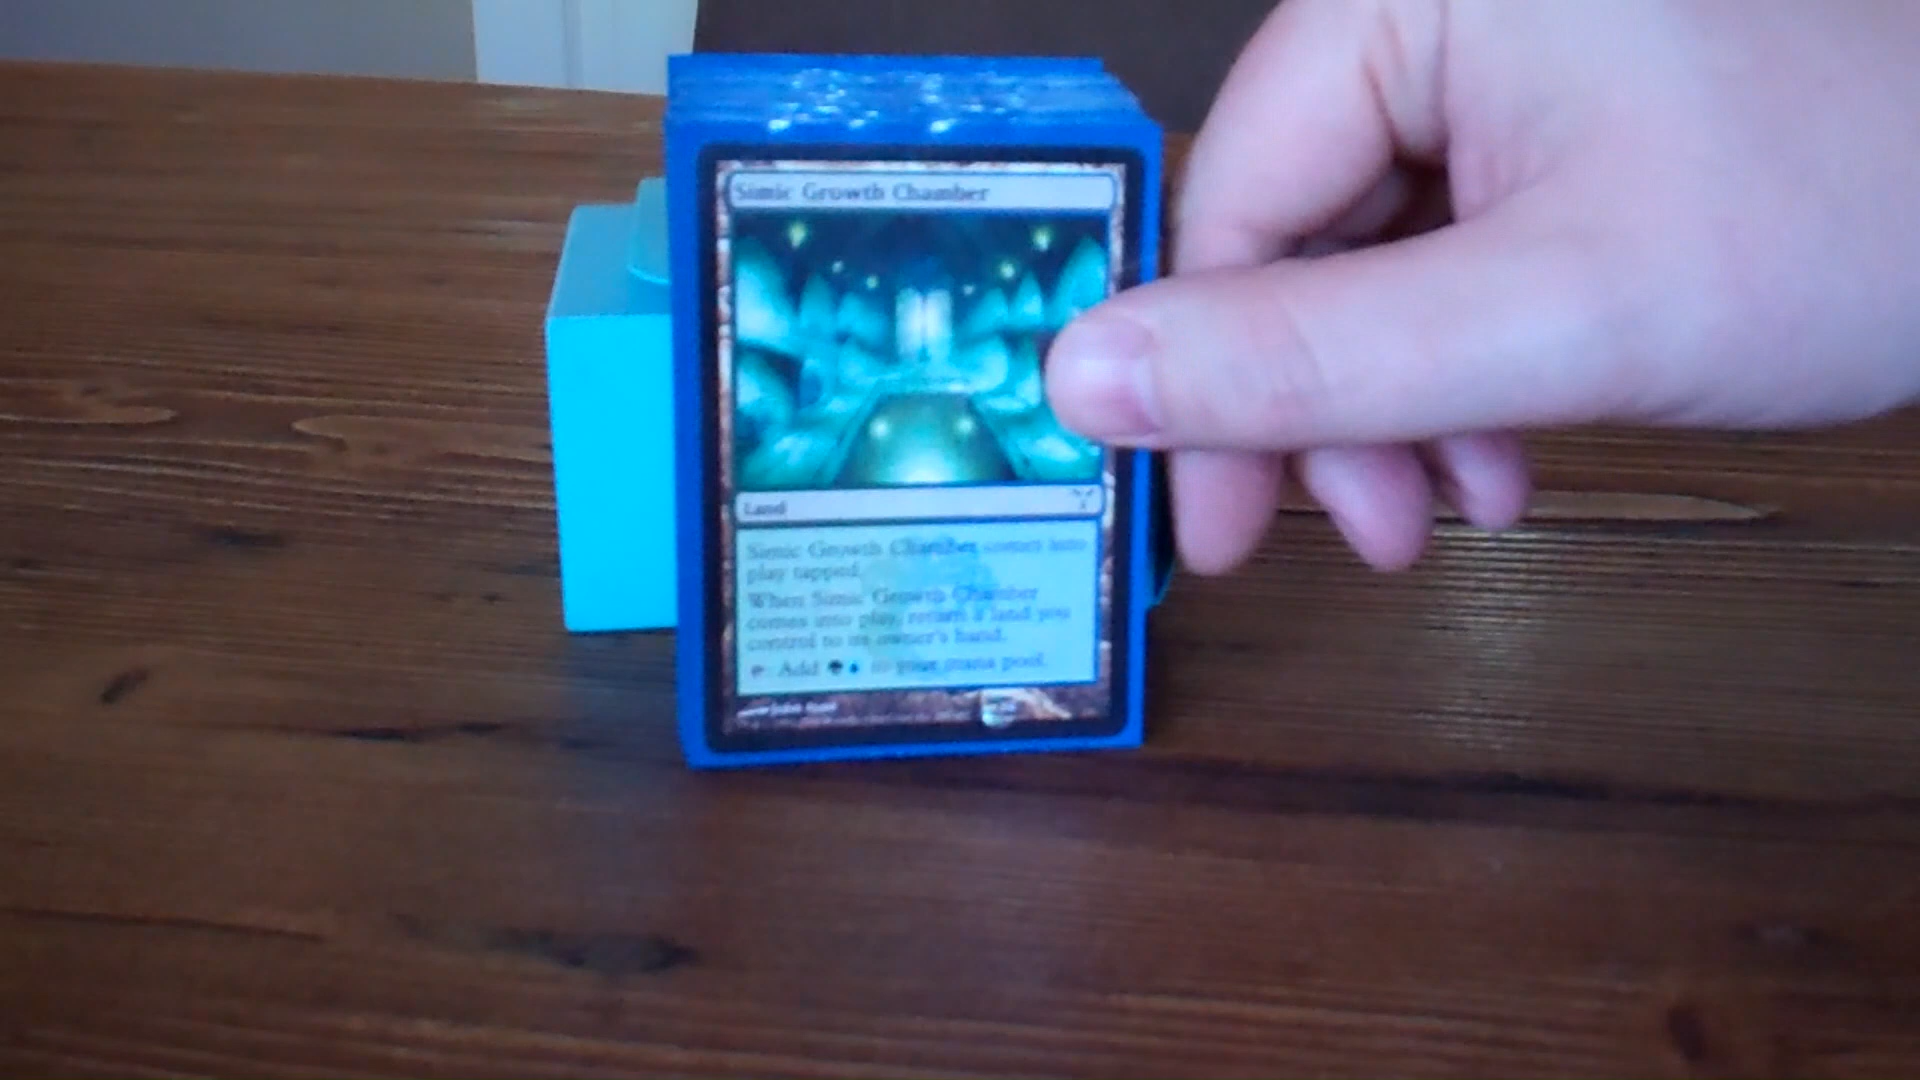 Simic Growth Chamber
Land
Simic Growth Chamber comes into
play tapped.
When Simic Growth Chamber
comes into play, return a land you
control to its owner's hand.
: Add to your mana pool.